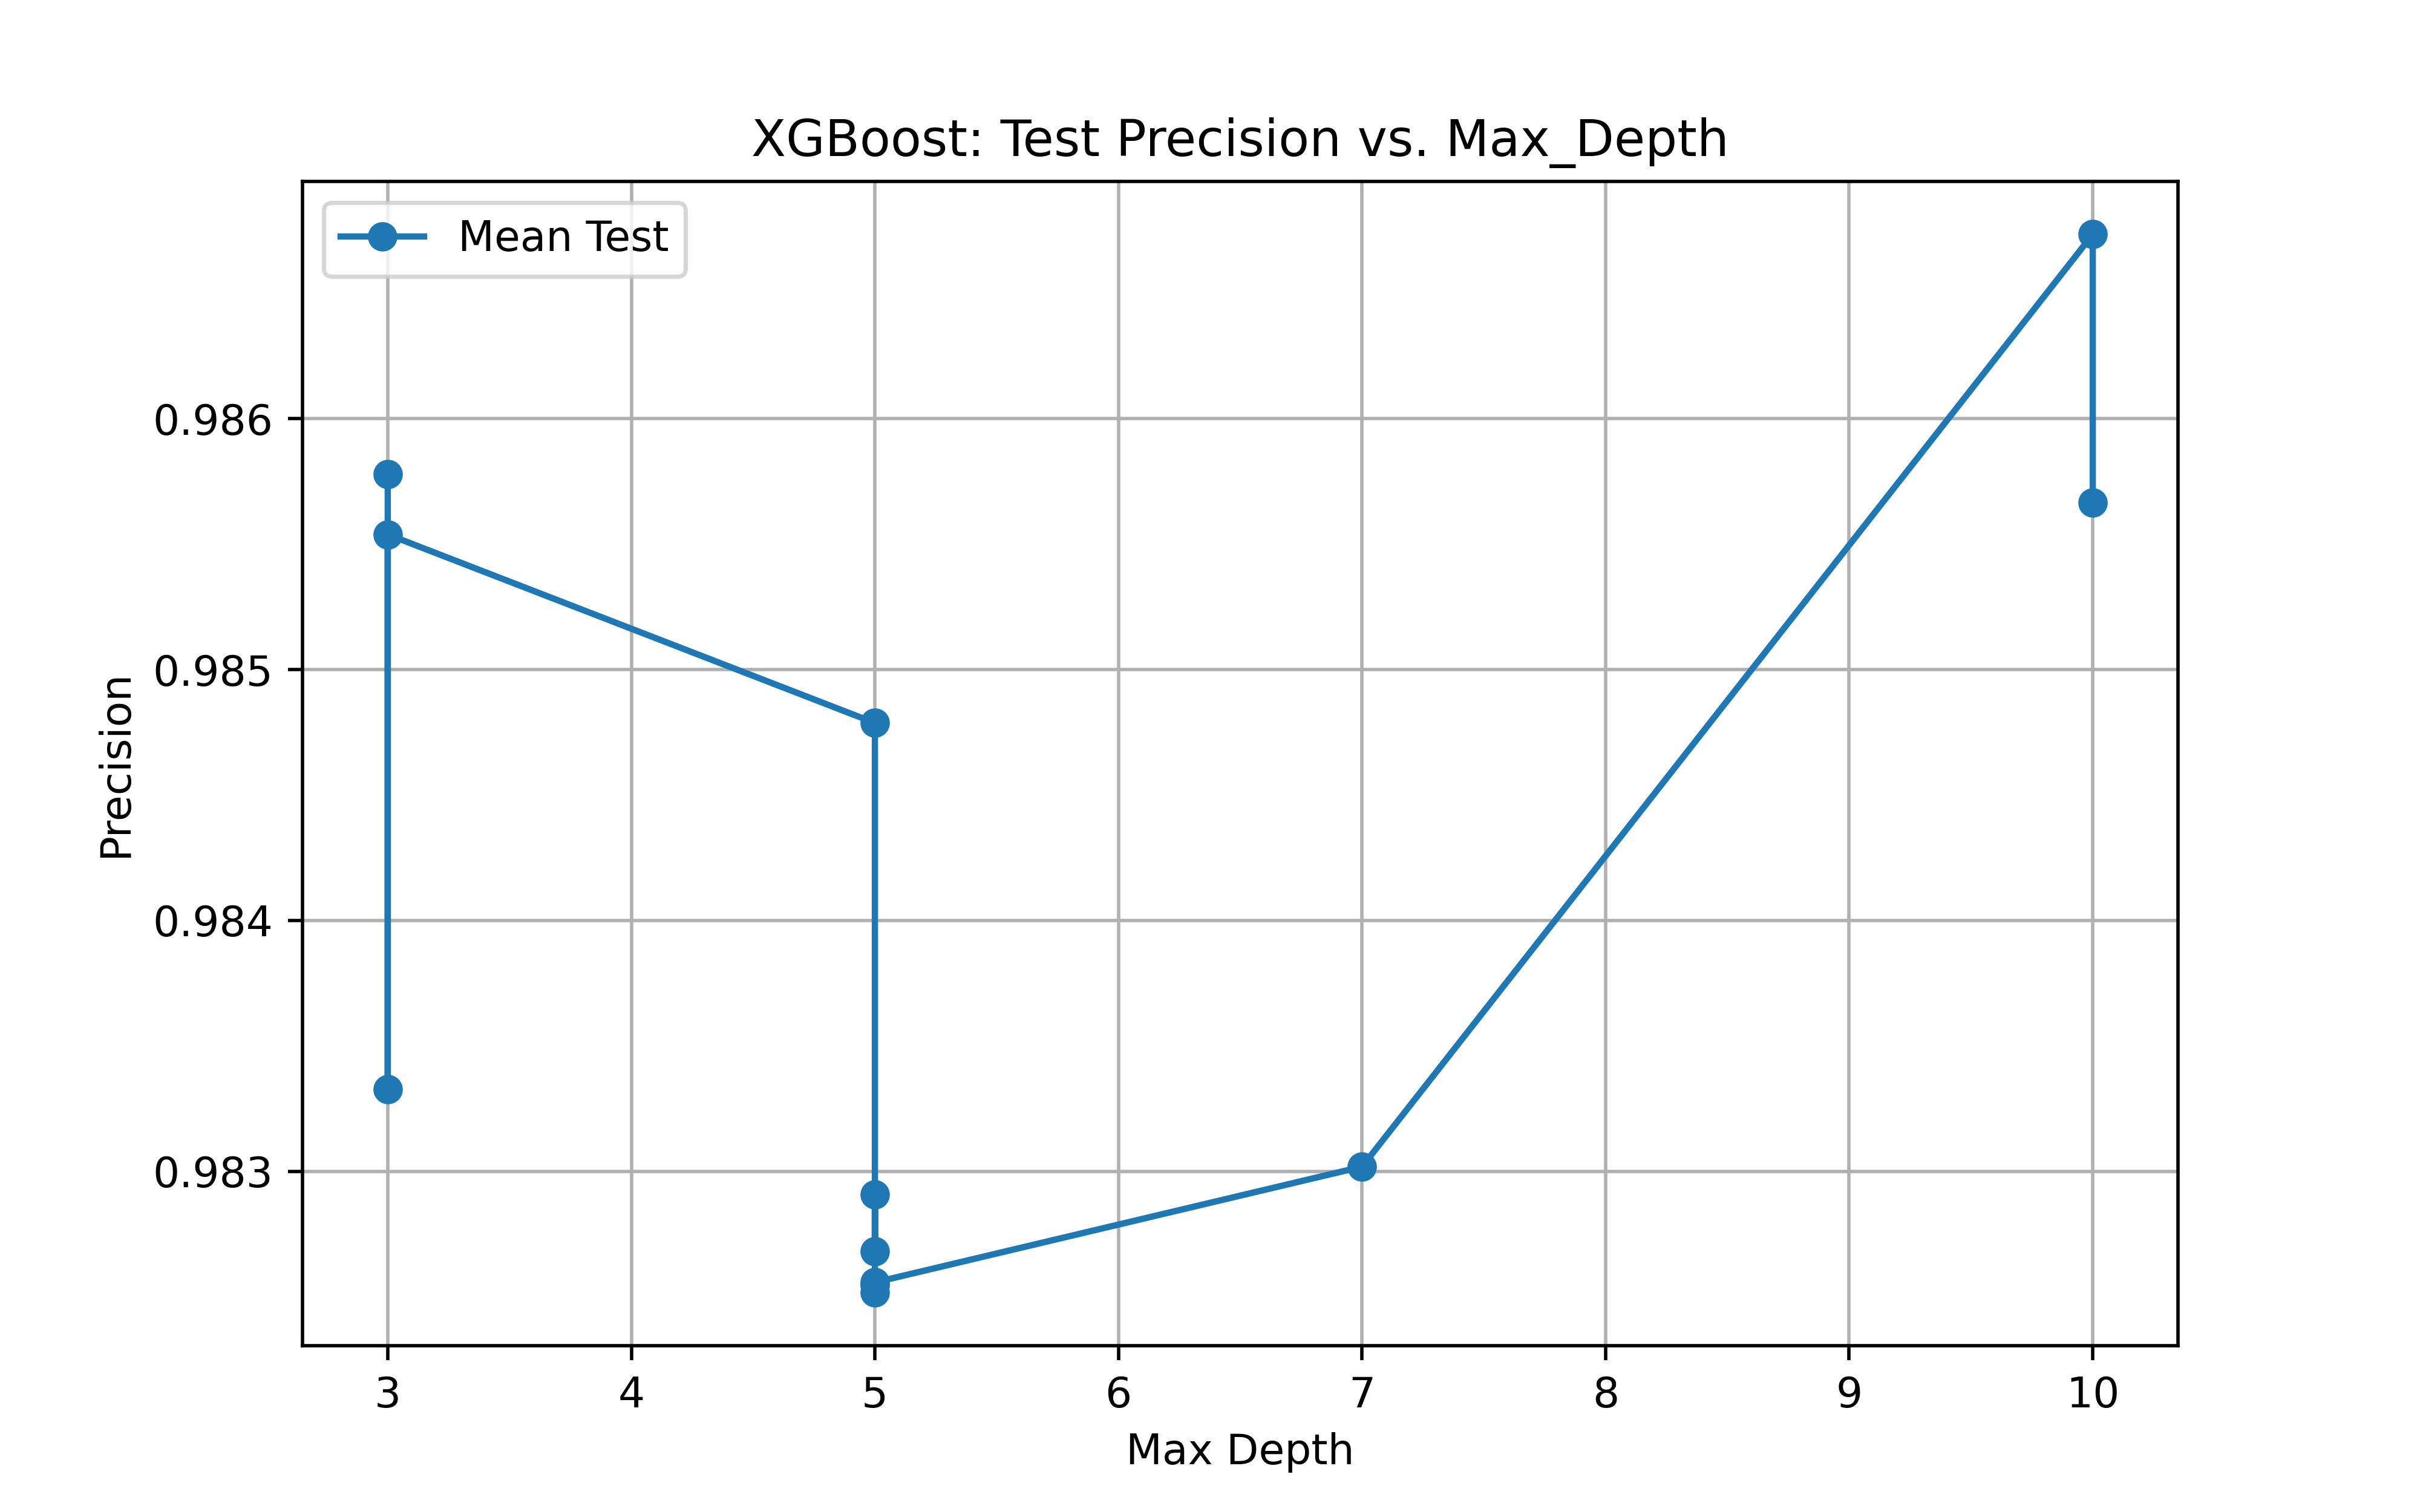 XGBoost: Test Precision vs. Max_Depth
Mean Test
0.986
0.985
0.984
0.983
Precision
3 4 5 6 7 8 9 10
Max Depth